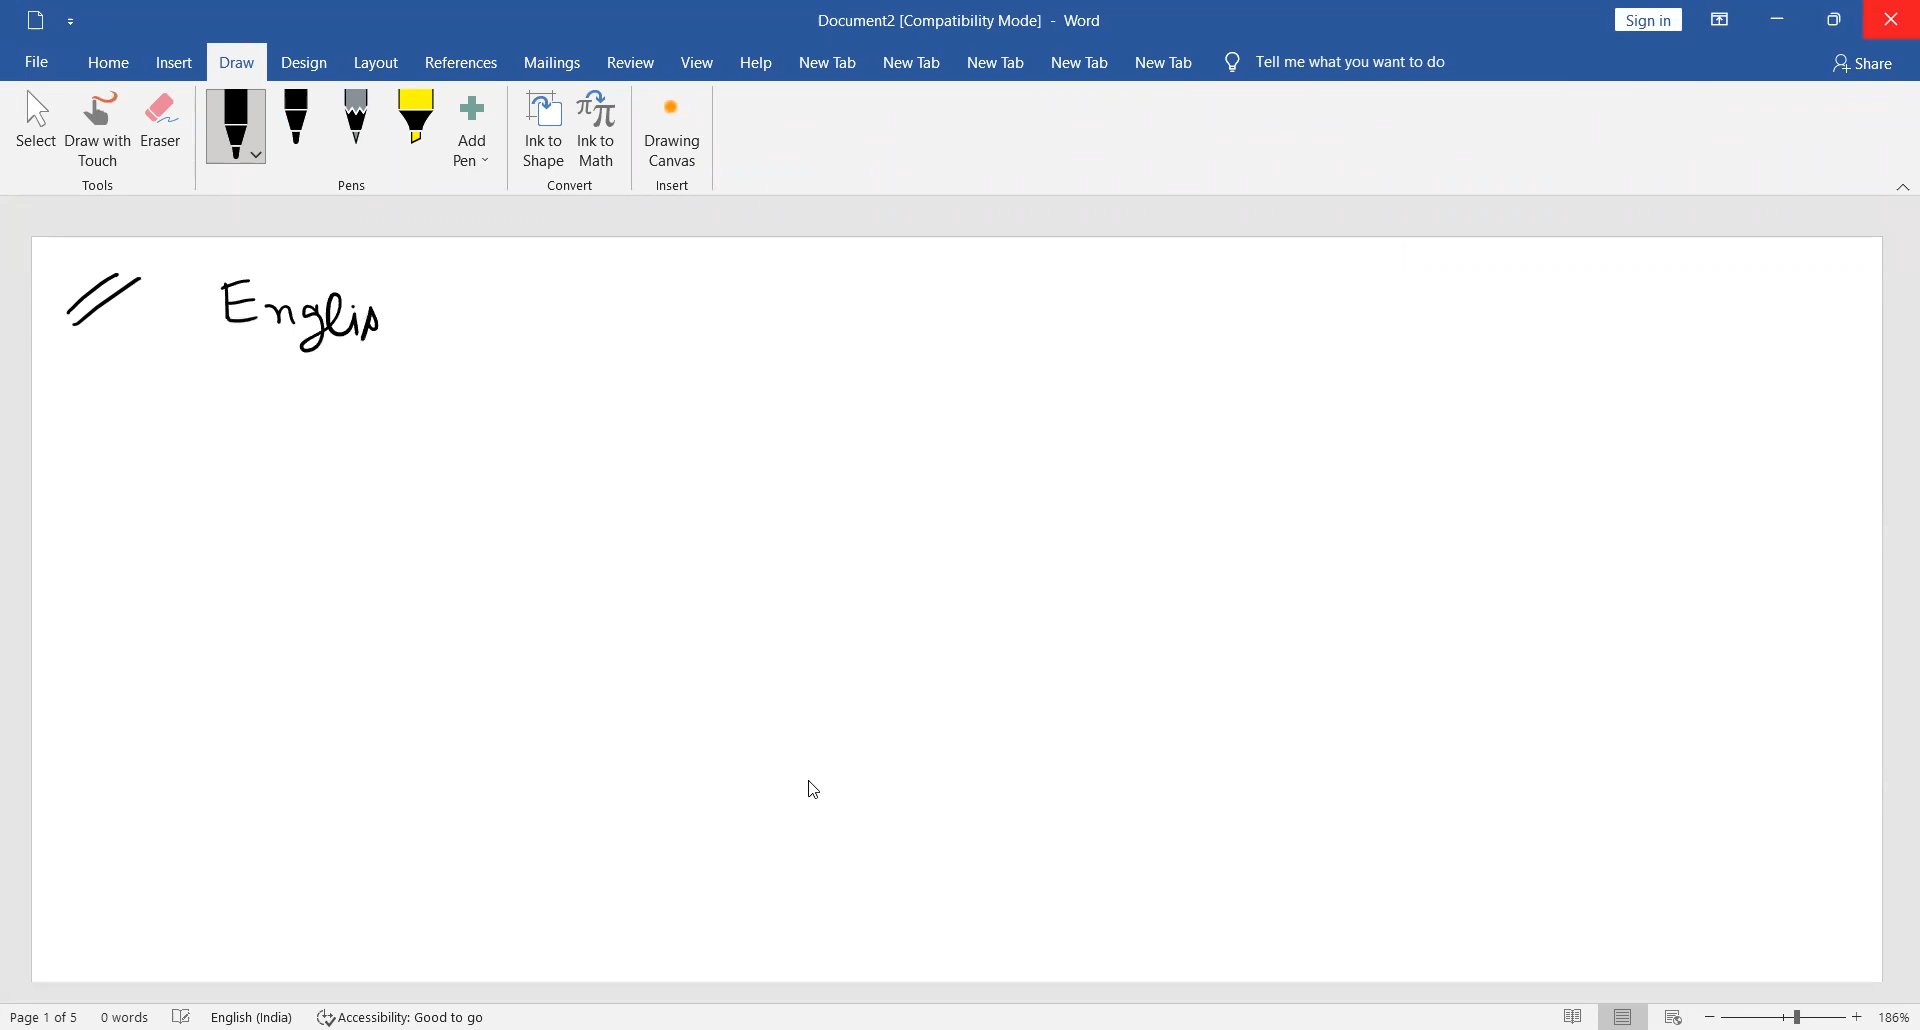 Document2 [Compatibility Mode] - Word
Sign in
File Home Insert Draw Design Layout References Mailings Review View Help New Tab New Tab New Tab New Tab New Tab Tell me what you want to do
Share
Select
Draw with Touch
Eraser
Add Pen
Ink to Shape
Ink to Math
Drawing Canvas
Tools Pens Convert Insert
Englis
Page 1 of 5 0 words English (India) Accessibility: Good to go 186%